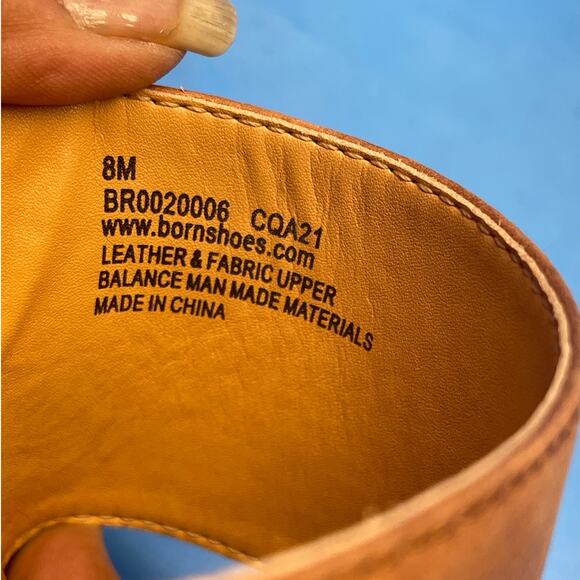 8M
BR0020006 CQA21
www.bornshoes.com
LEATHER & FABRIC UPPER
BALANCE MAN MADE MATERIALS
MADE IN CHINA